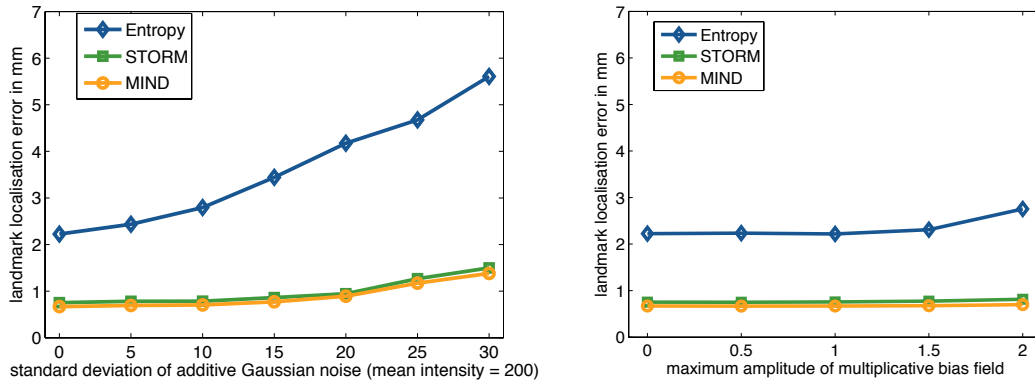 landmark localisation error in mm
7
6
5
4
3
2
1
0
Entropy
STORM
MIND
0 5 10 15 20 25 30
standard deviation of additive Gaussian noise (mean intensity = 200)
landmark localisation error in mm
7
6
5
4
3
2
1
0
Entropy
STORM
MIND
0 0.5 1 1.5 2
maximum amplitude of multiplicative bias field